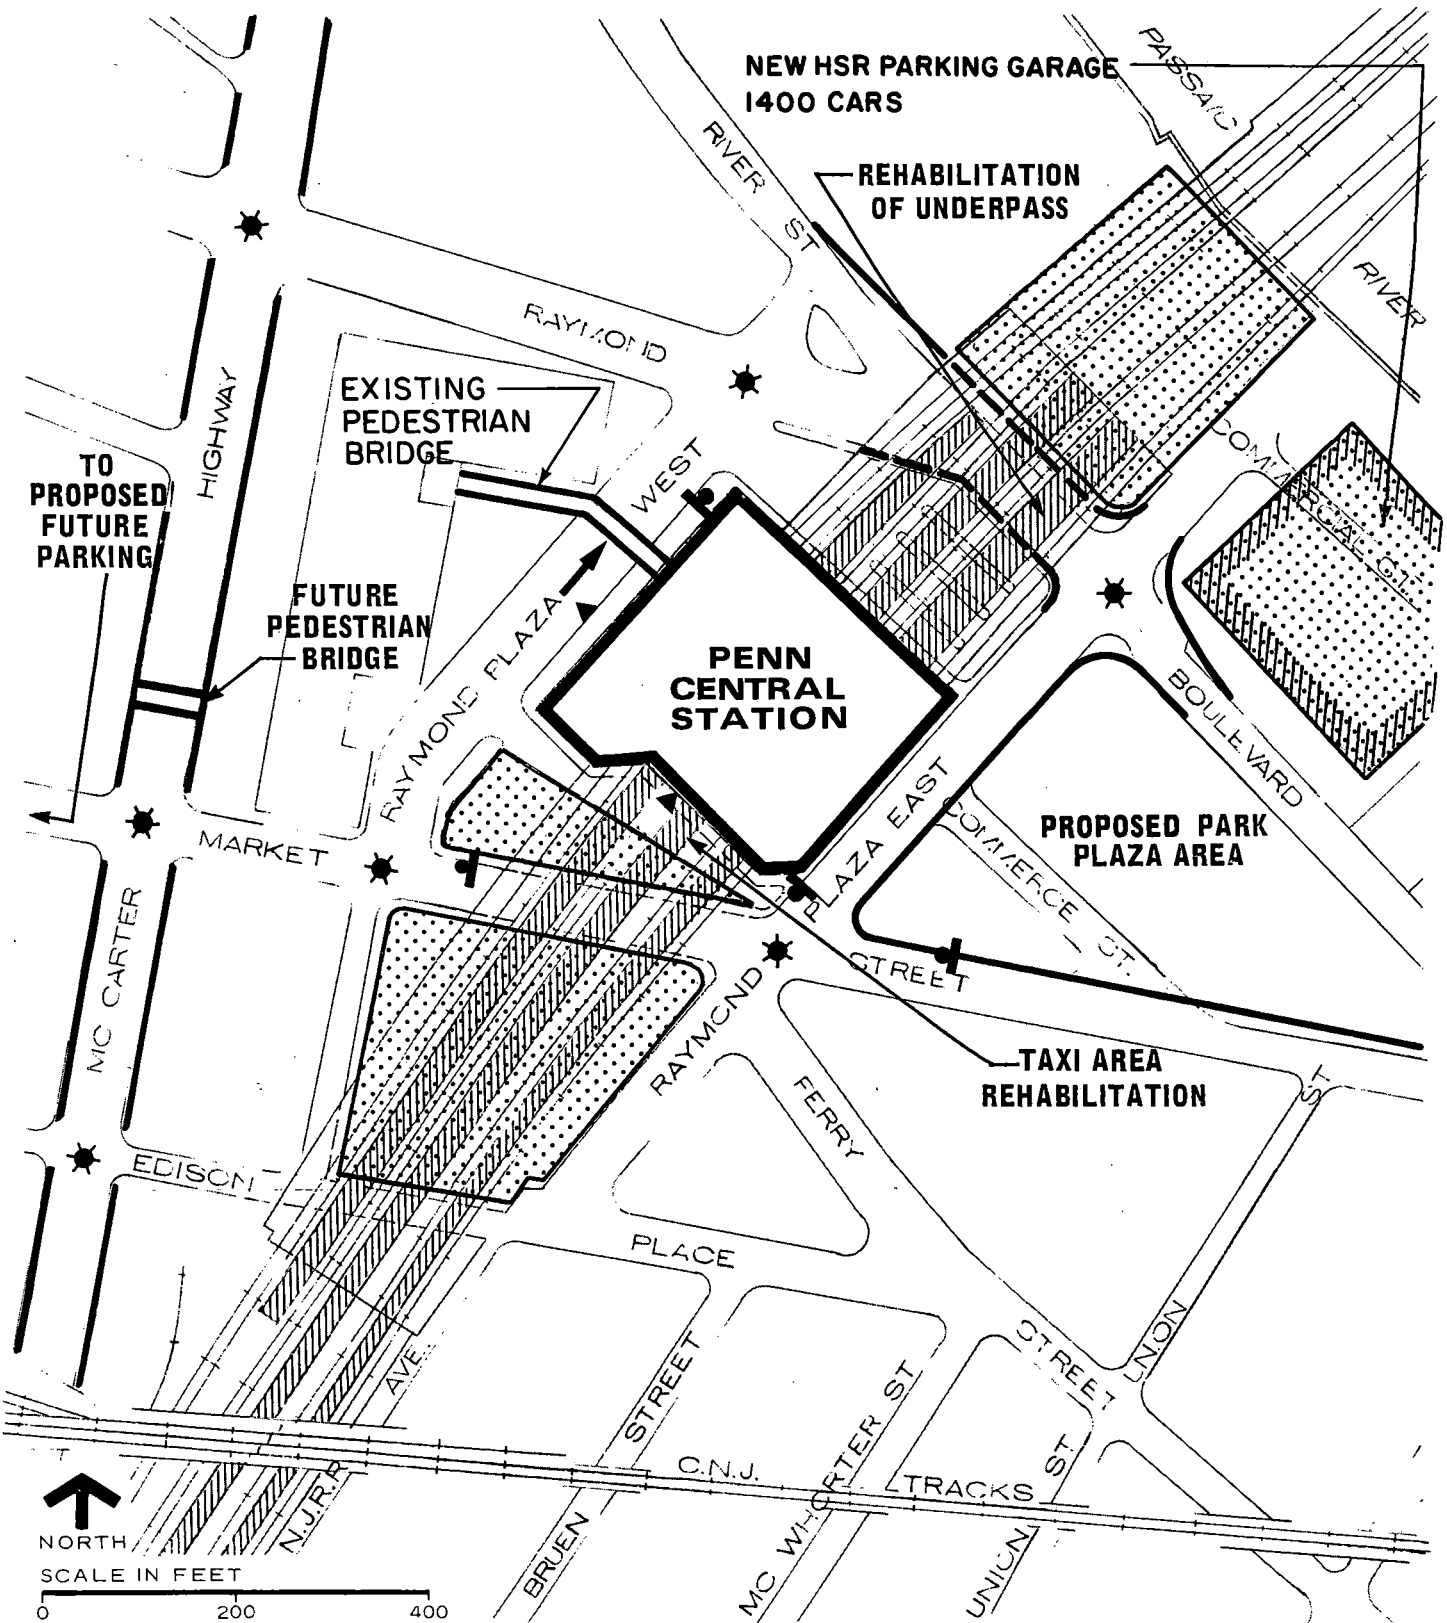 NEW HSR PARKING GARAGE
1400 CARS
PASSAIC
RIVER
RIVER
ST
REHABILITATION
OF UNDERPASS
RAYMOND
HIGHWAY
EXISTING
PEDESTRIAN
BRIDGE
WEST
COMMERCIAL CT.
TO
PROPOSED
FUTURE
PARKING
FUTURE
PEDESTRIAN
BRIDGE
RAYMOND PLAZA
PENN
CENTRAL
STATION
BOULEVARD
MARKET
PLAZA EAST
PROPOSED PARK
PLAZA AREA
COMMERCE ST.
STREET
MC CARTER
RAYMOND
TAXI AREA
REHABILITATION
FERRY
ST
EDISON
PLACE
STREET
UNION
AVE.
STREET
MC WHORTER ST
UNION ST
C.N.J.
TRACKS
N.J.R.R.
BRUEN
NORTH
SCALE IN FEET
0 200 400